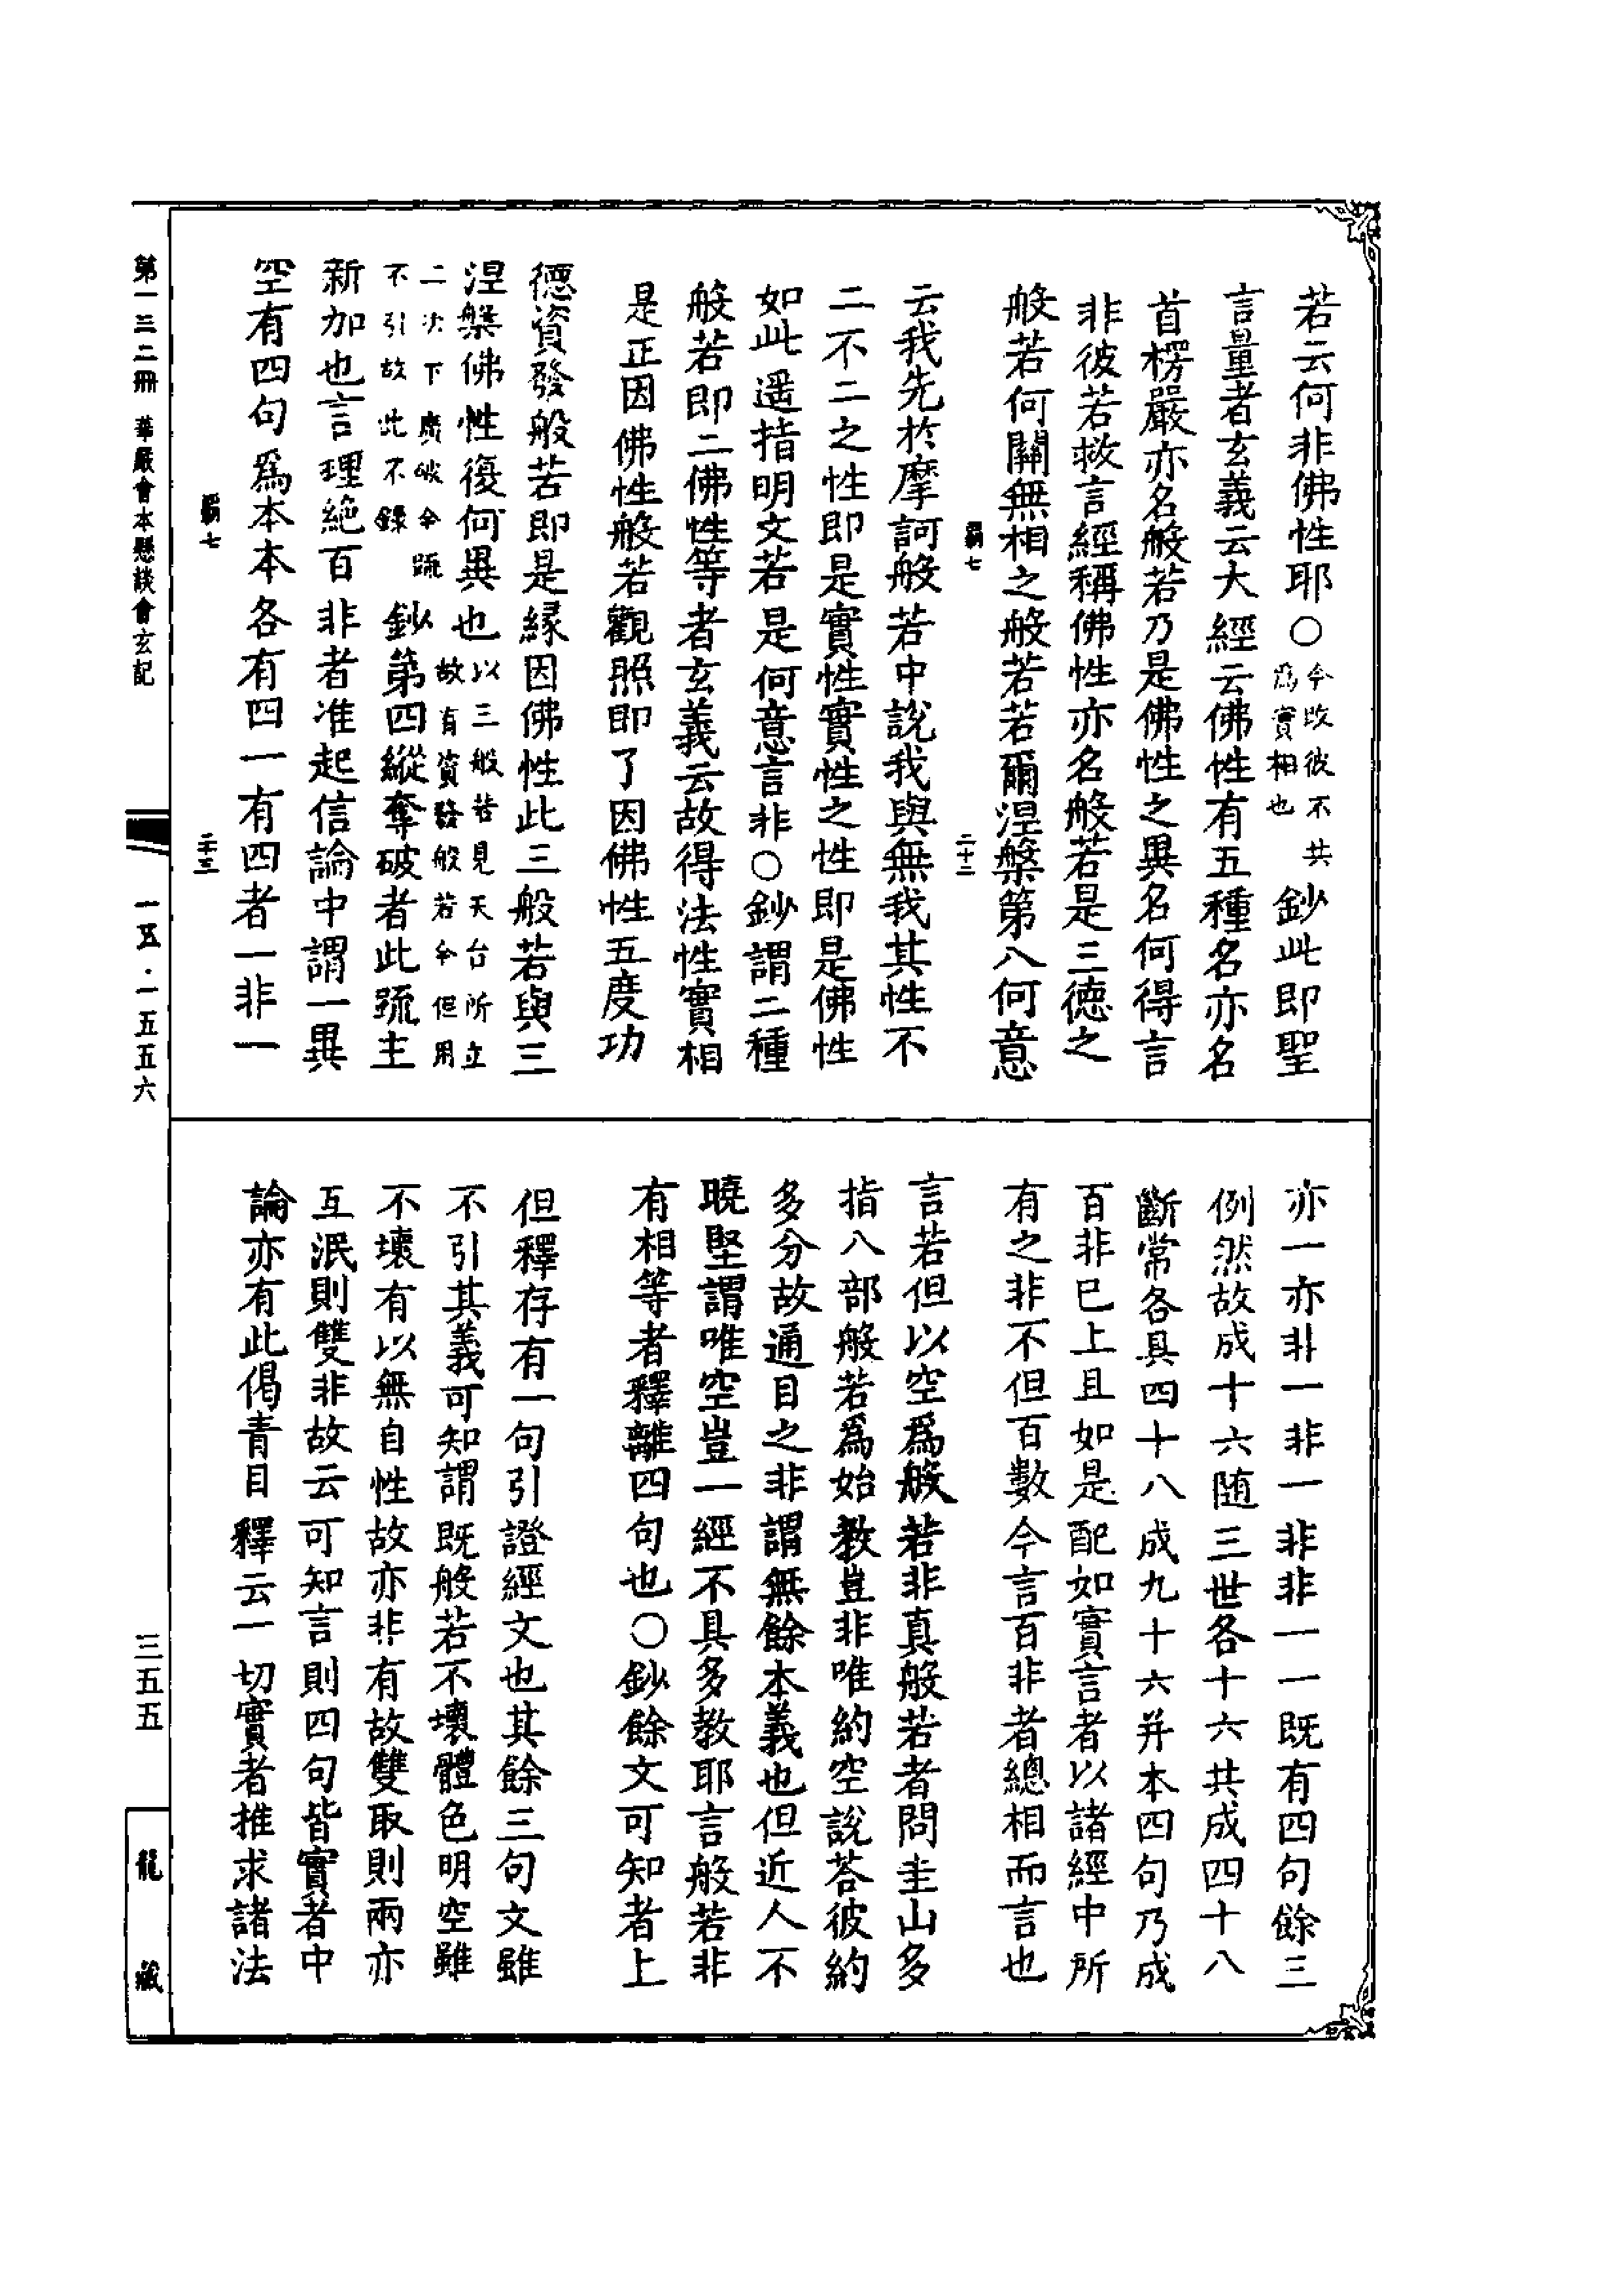 若云何非佛性耶○今改彼不共為實相也鈔此即聖
言量者玄義云大經云佛性有五種名亦名
首楞嚴亦名般若乃是佛性之異名何得言
非彼若救言經稱佛性亦名般若是三德之
般若何關無相之般若若爾涅槃第八何意
云我先於摩訶般若中說我與無我其性不
二不二之性即是實性實性之性即是佛性
如此遥指明文若是何意言非○鈔謂二種
般若即二佛性等者玄義云故得法性實相
是正因佛性般若觀照即了因佛性五度功
德資發般若即是緣因佛性此三般若與三
涅槃佛性復何異也以三般若見天台所立故有資發般若今但用
二次下廣破今疏不引故此不錄鈔以第四縱奪破者此疏主
新加也言理絕百非者准起信論中謂一異
空有四句爲本本各有四一有四者一非一
亦一亦非一非一非非一一既有四句餘三
例然故成十六随三世各十六共成四十八
斷常各具四十八成九十六并本四句乃成
百非已上且如是配如實言者以諸經中所
有之非不但百數今言百非者總相而言也
言若但以空爲般若非真般若者問圭山多
指八部般若爲始教豈非唯約空說荅彼約
多分故通目之非謂無餘本義也但近人不
曉堅謂唯空豈一經不具多教耶言般若非
有相等者釋離四句也○鈔餘文可知者上
但釋存有一句引證經文也其餘三句文雖
不引其義可知謂既般若不壞體色明空雖
不壞有以無自性故亦非有故雙取則兩亦
互泯則雙非故云可知言則四句皆實者中
論亦有此偈青目釋云一切實者推求諸法
第一三二冊 華嚴會本懸談會玄記
一五·一五五六
三五五
龍藏